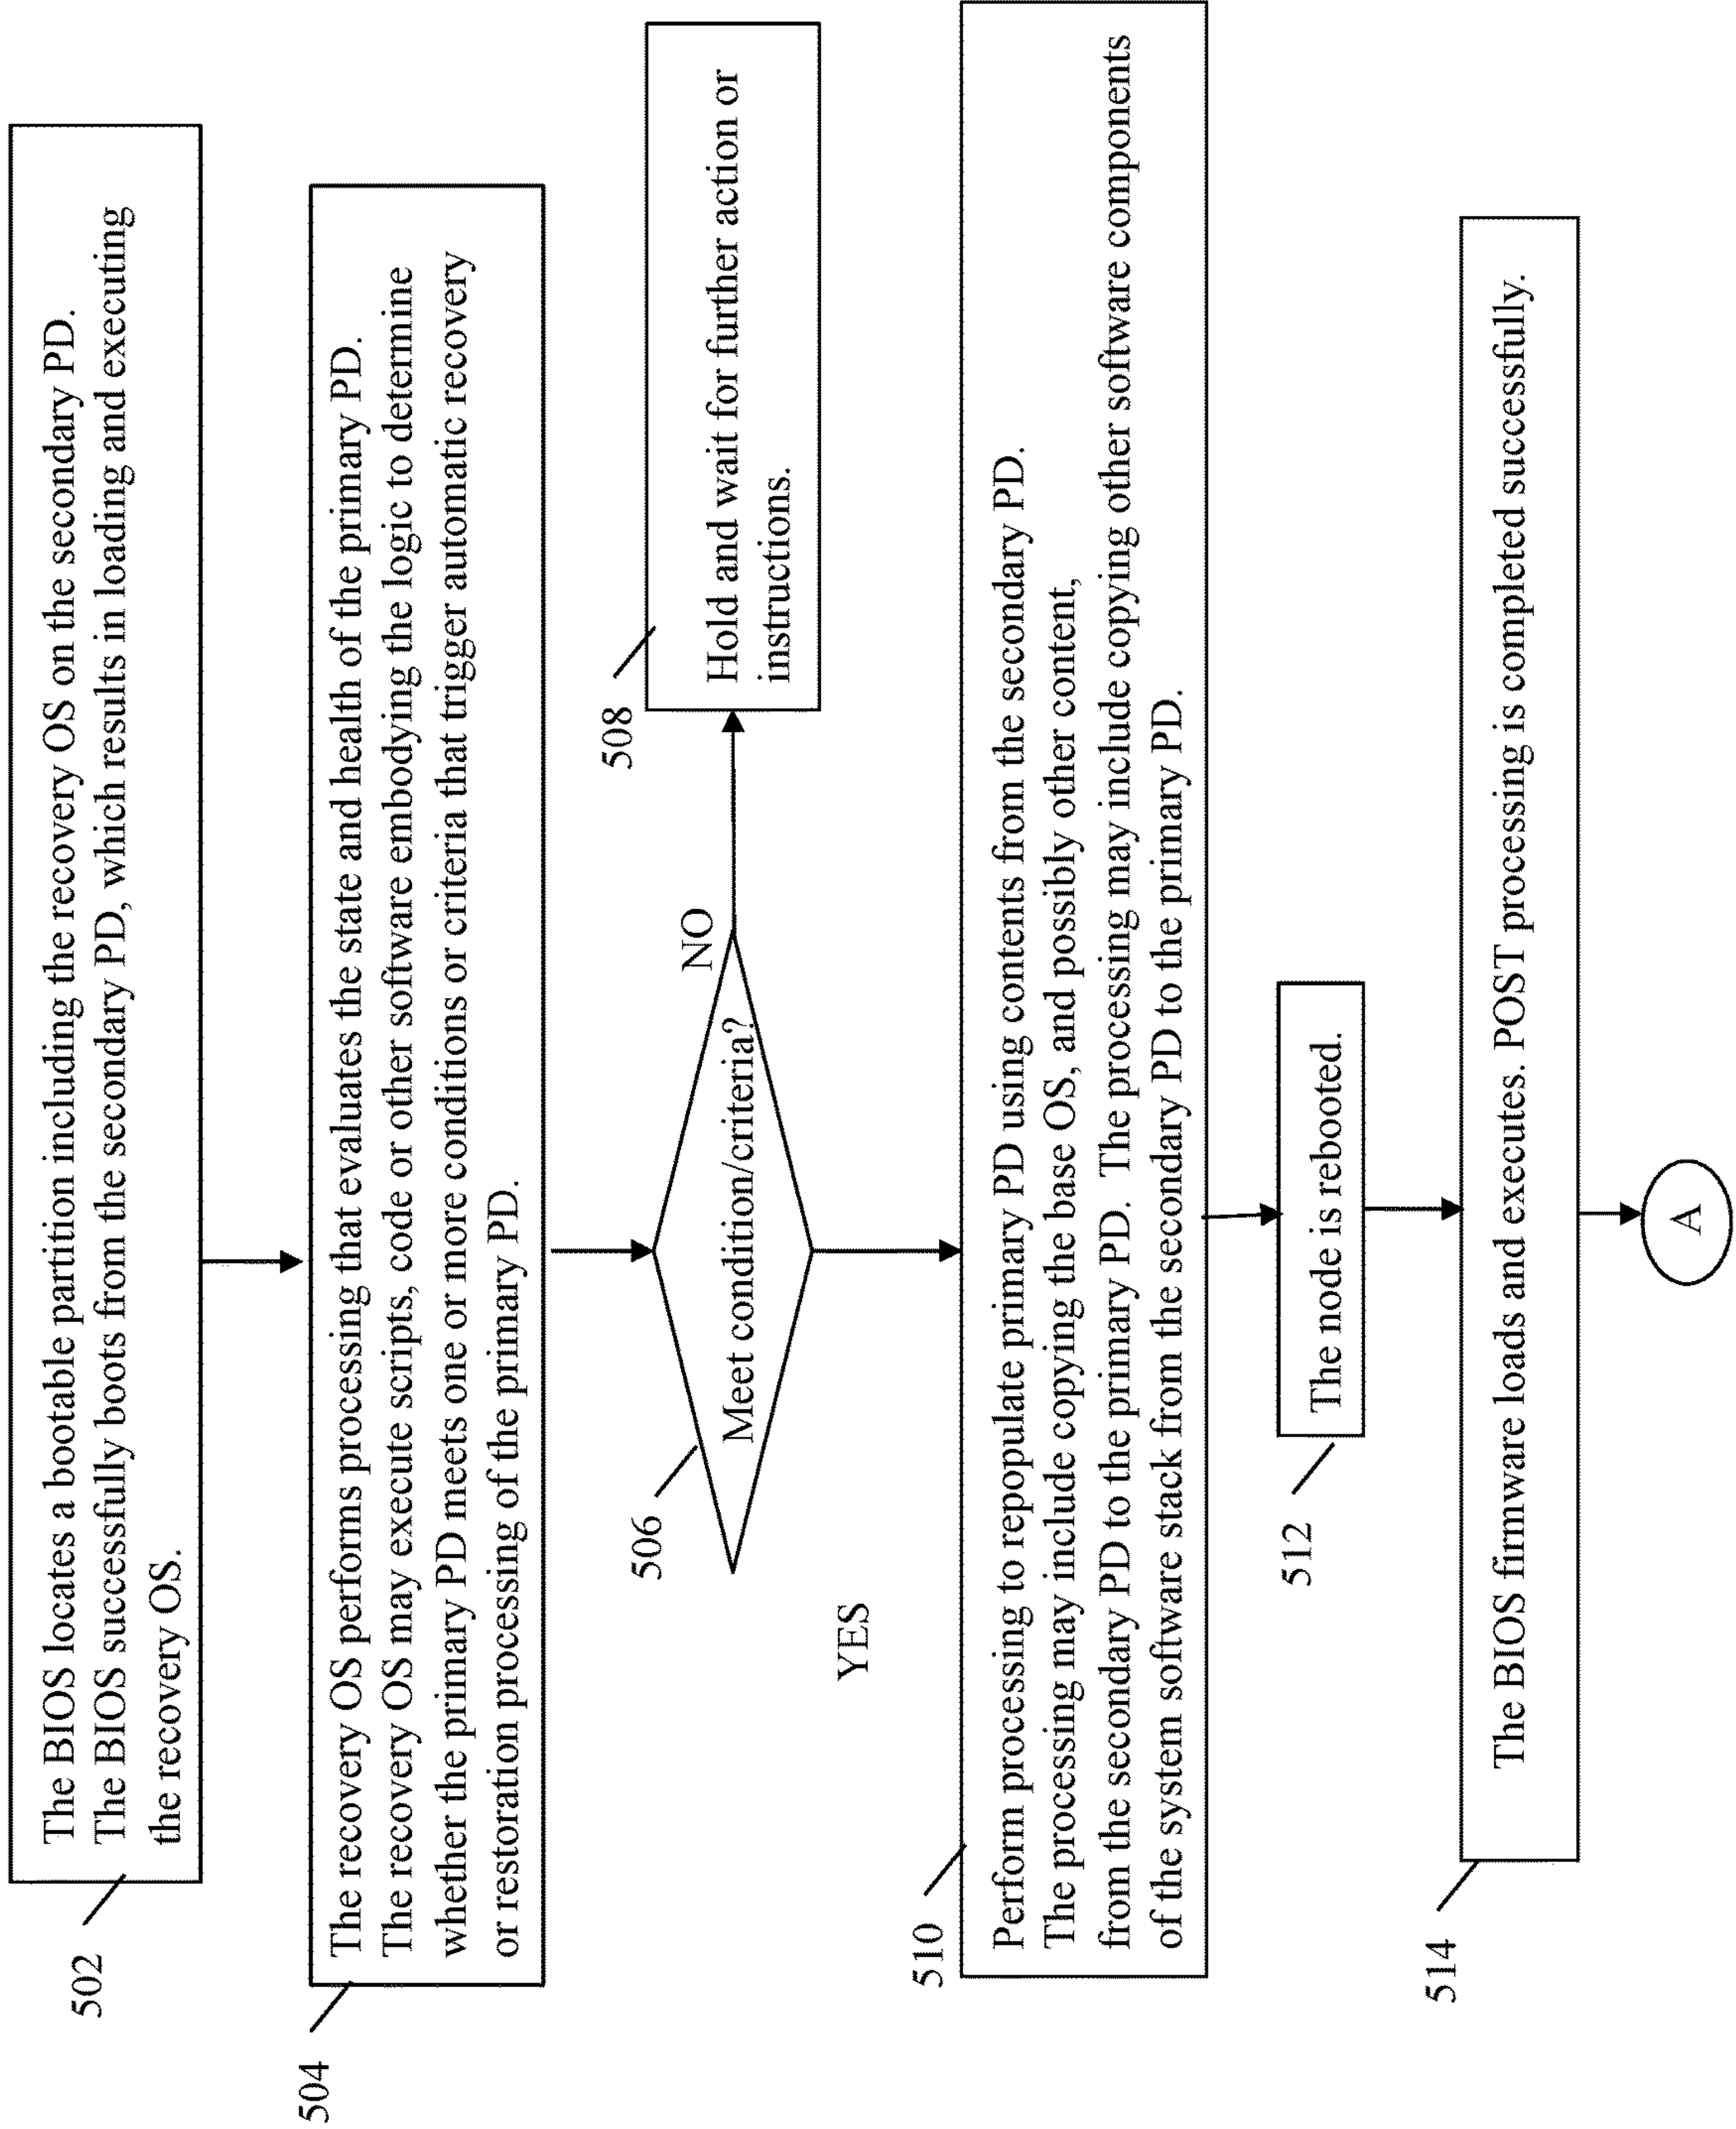 502
The BIOS locates a bootable partition including the recovery OS on the secondary PD.
The BIOS successfully boots from the secondary PD, which results in loading and executing
the recovery OS.
504
The recovery OS performs processing that evaluates the state and health of the primary PD.
The recovery OS may execute scripts, code or other software embodying the logic to determine
whether the primary PD meets one or more conditions or criteria that trigger automatic recovery
or restoration processing of the primary PD.
506
Meet condition/criteria?
NO
508
Hold and wait for further action or
instructions.
YES
510
Perform processing to repopulate primary PD using contents from the secondary PD.
The processing may include copying the base OS, and possibly other content,
from the secondary PD to the primary PD. The processing may include copying other software components
of the system software stack from the secondary PD to the primary PD.
512
The node is rebooted.
514
The BIOS firmware loads and executes. POST processing is completed successfully.
A